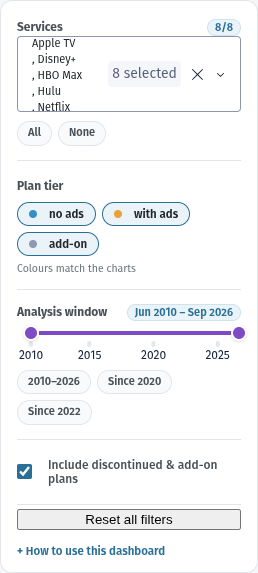 Services
8/8
Apple TV
, Disney+
, HBO Max
, Hulu
, Netflix
8 selected
All
None
Plan tier
no ads
with ads
add-on
Colours match the charts
Analysis window
Jun 2010 – Sep 2026
2010
2015
2020
2025
2010–2026
Since 2020
Since 2022
Include discontinued & add-on
plans
Reset all filters
+ How to use this dashboard